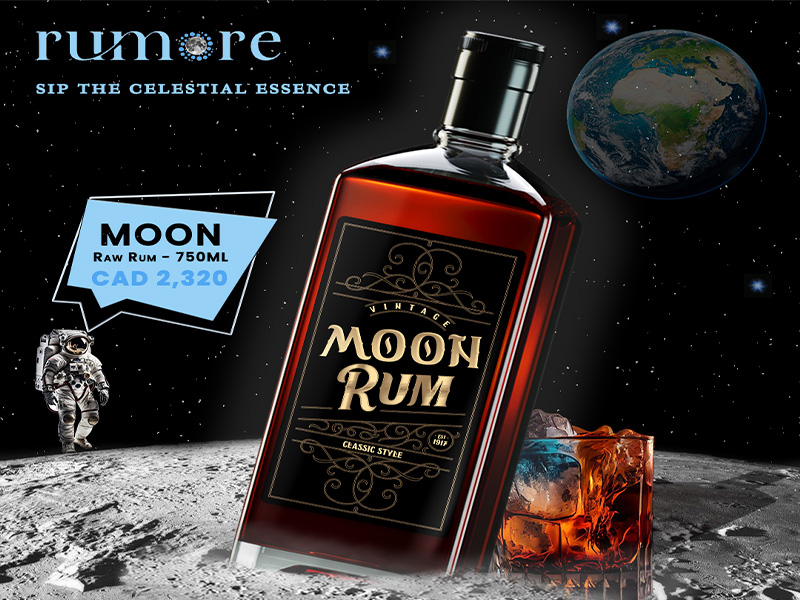 rumore
SIP THE CELESTIAL ESSENCE
MOON
Raw Rum - 750ML
CAD 2,320
VINTAGE
MOON
RUM
EST
1917
CLASSIC STYLE